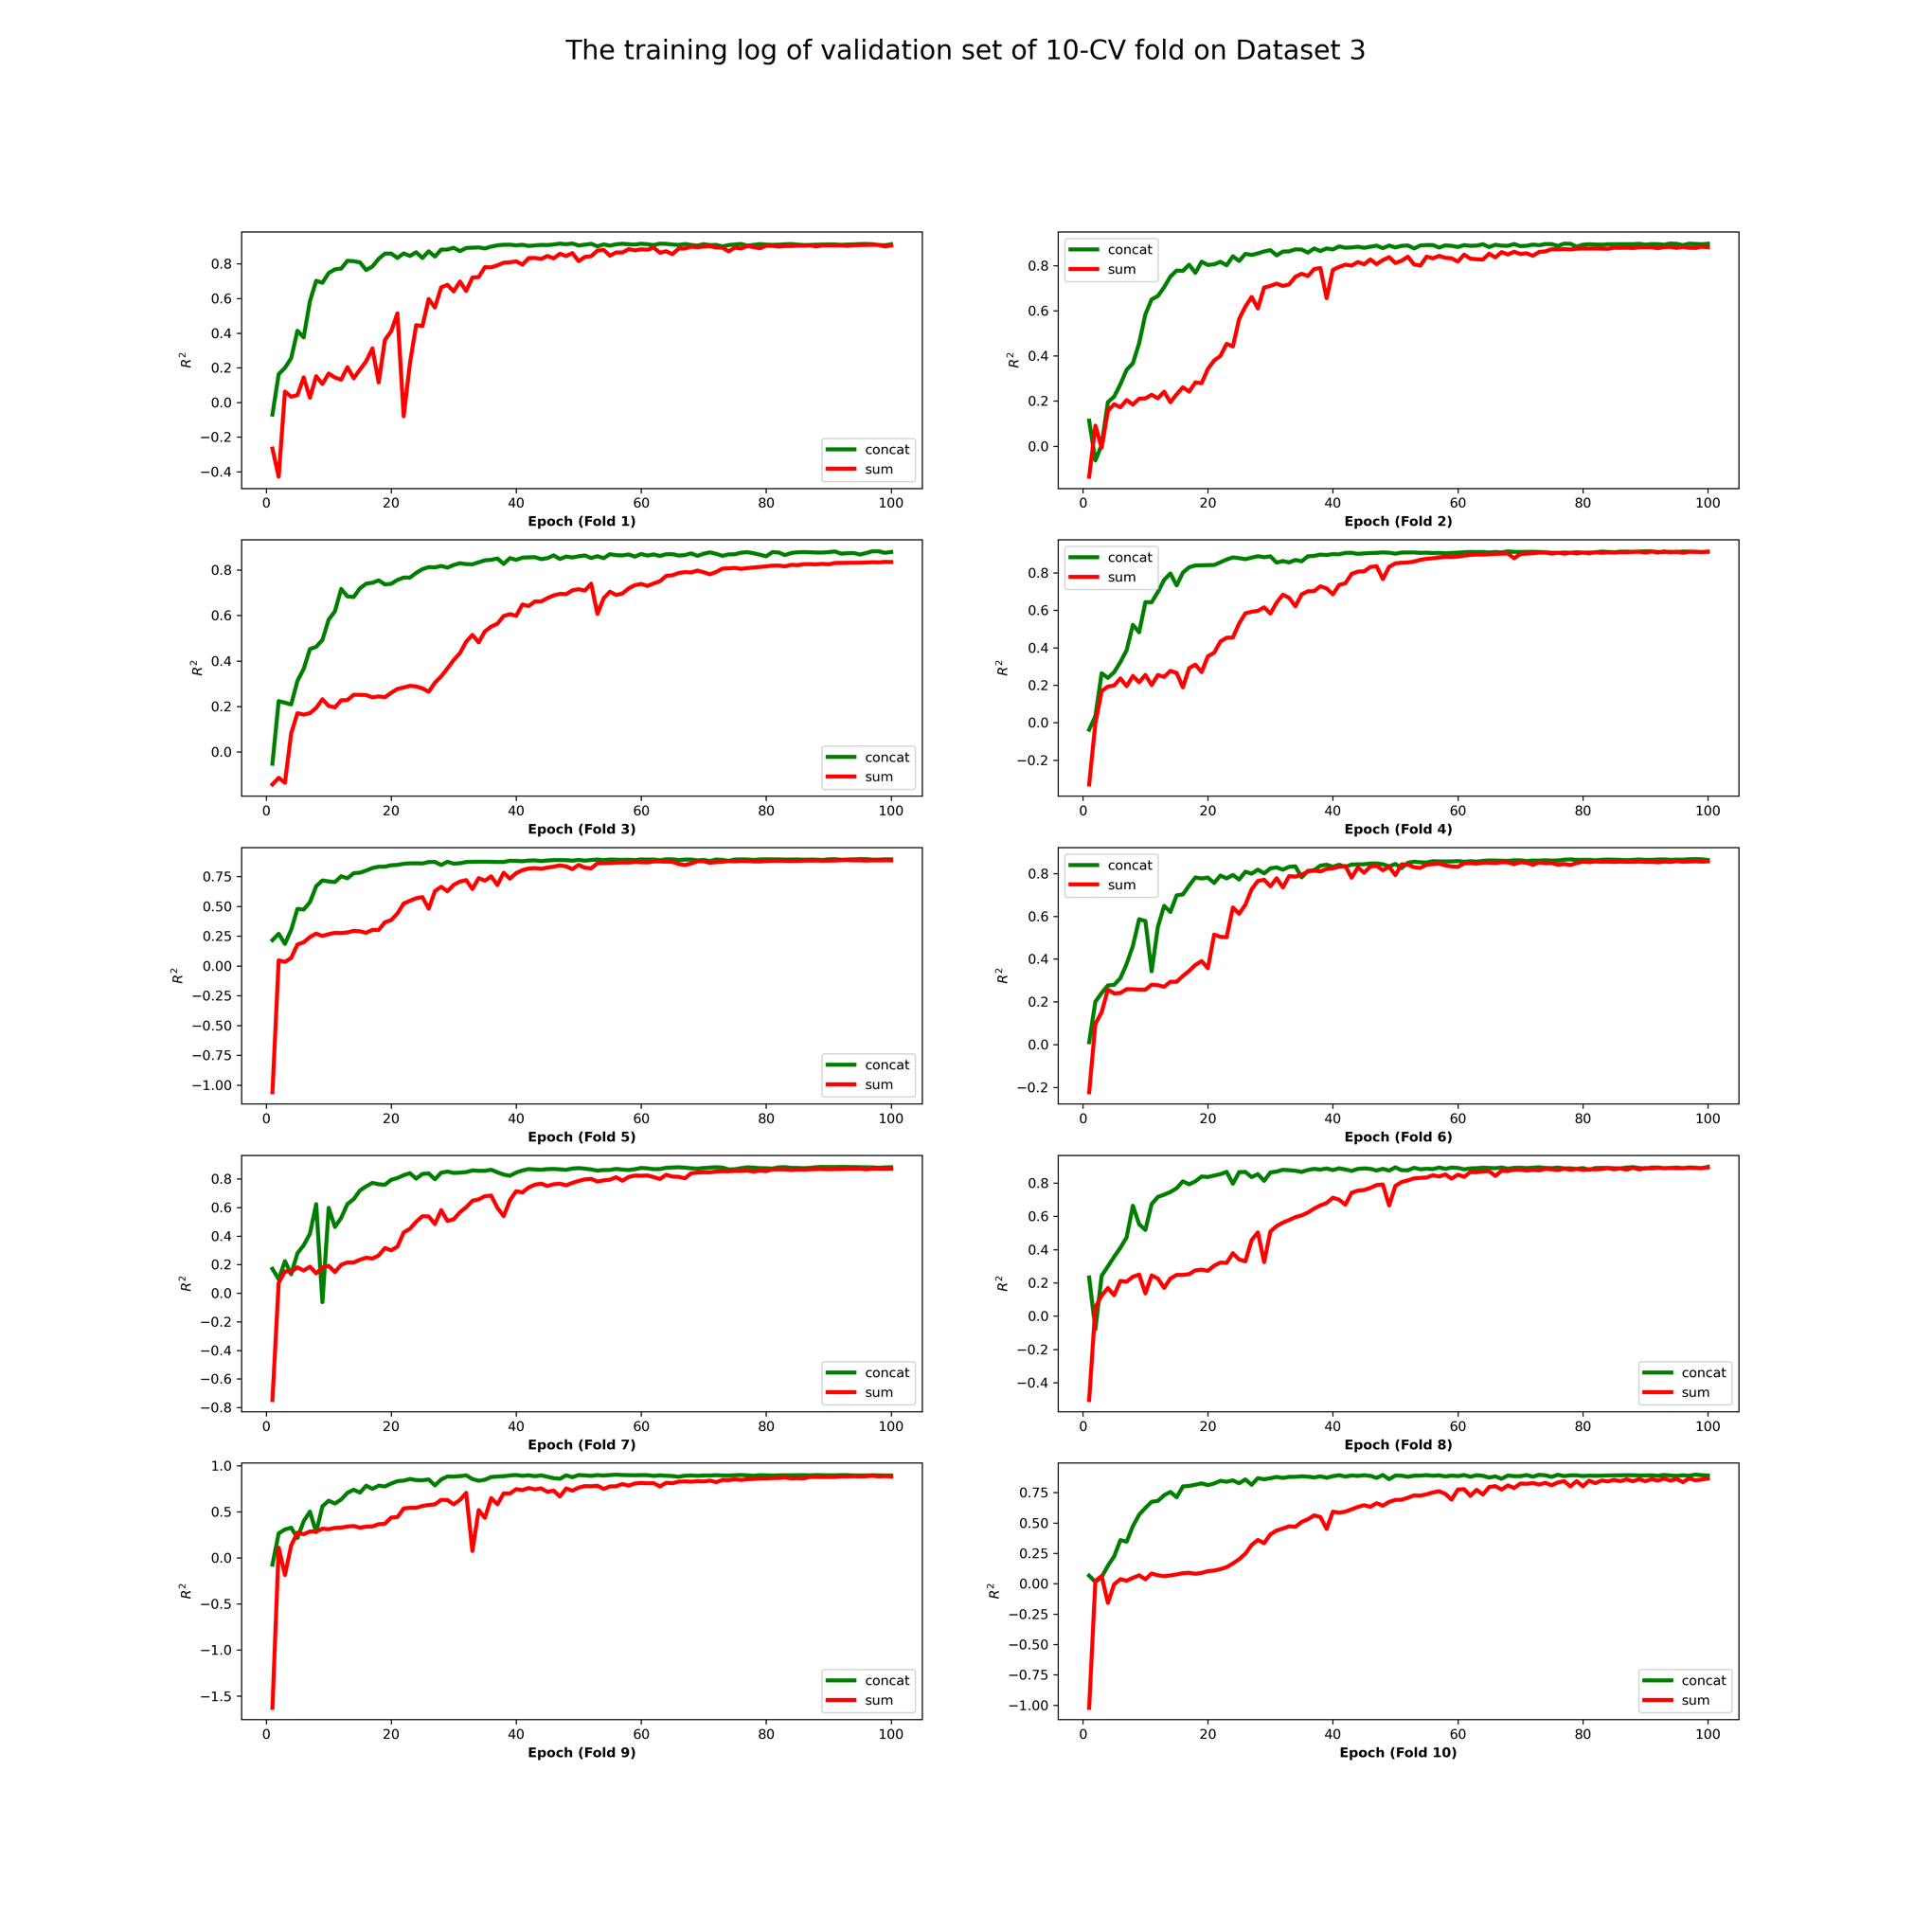 The training log of validation set of 10-CV fold on Dataset 3
0.8
0.6
0.4
0.2
0.0
−0.2
−0.4
R²
concat
sum
0 20 40 60 80 100
Epoch (Fold 1)
0.8
0.6
0.4
0.2
0.0
R²
concat
sum
0 20 40 60 80 100
Epoch (Fold 2)
0.8
0.6
0.4
0.2
0.0
R²
concat
sum
0 20 40 60 80 100
Epoch (Fold 3)
0.8
0.6
0.4
0.2
0.0
−0.2
R²
concat
sum
0 20 40 60 80 100
Epoch (Fold 4)
0.75
0.50
0.25
0.00
−0.25
−0.50
−0.75
−1.00
R²
concat
sum
0 20 40 60 80 100
Epoch (Fold 5)
0.8
0.6
0.4
0.2
0.0
−0.2
R²
concat
sum
0 20 40 60 80 100
Epoch (Fold 6)
0.8
0.6
0.4
0.2
0.0
−0.2
−0.4
−0.6
−0.8
R²
concat
sum
0 20 40 60 80 100
Epoch (Fold 7)
0.8
0.6
0.4
0.2
0.0
−0.2
−0.4
R²
concat
sum
0 20 40 60 80 100
Epoch (Fold 8)
1.0
0.5
0.0
−0.5
−1.0
−1.5
R²
concat
sum
0 20 40 60 80 100
Epoch (Fold 9)
0.75
0.50
0.25
0.00
−0.25
−0.50
−0.75
−1.00
R²
concat
sum
0 20 40 60 80 100
Epoch (Fold 10)